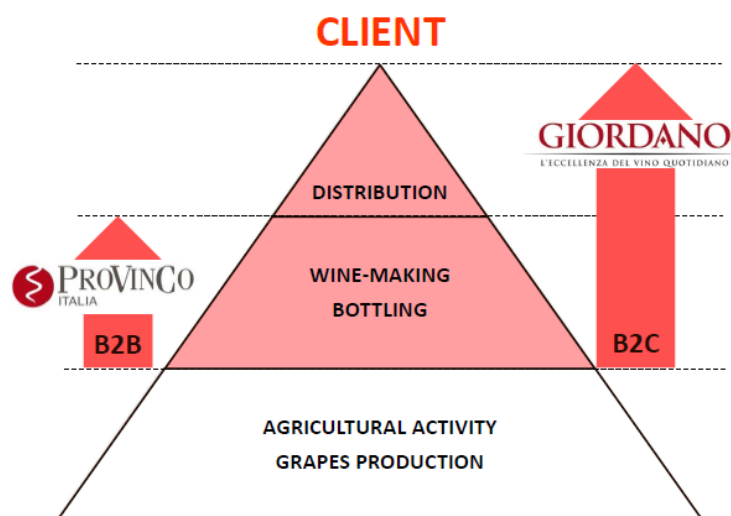 CLIENT
GIORDANO
L'ECCELLENZA DEL VINO QUOTIDIANO
DISTRIBUTION
PROVINCO
ITALIA
WINE-MAKING
BOTTLING
B2B
B2C
AGRICULTURAL ACTIVITY
GRAPES PRODUCTION